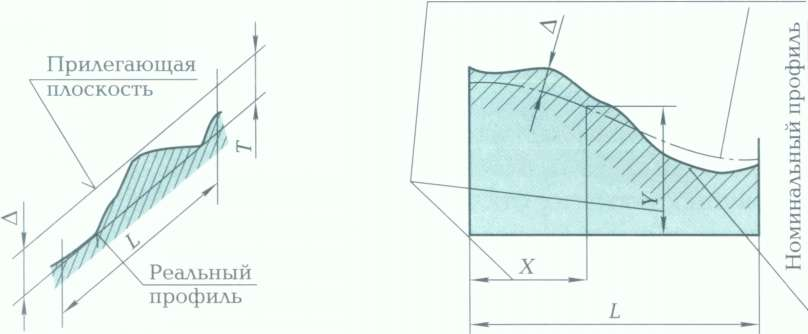 Прилегающая
плоскость
T
Δ
L
Реальный
профиль
Δ
Номинальный профиль
Y
X
L